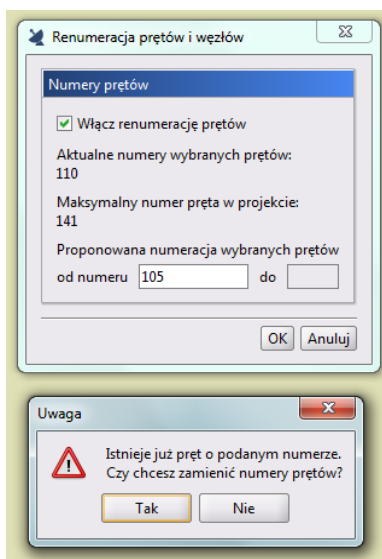 Renumeracja prętów i węzłów
Numery prętów
Włącz renumerację prętów
Aktualne numery wybranych prętów:
110
Maksymalny numer pręta w projekcie:
141
Proponowana numeracja wybranych prętów
od numeru 105 do
OK Anuluj
Uwaga
Istnieje już pręt o podanym numerze.
Czy chcesz zamienić numery prętów?
Tak Nie